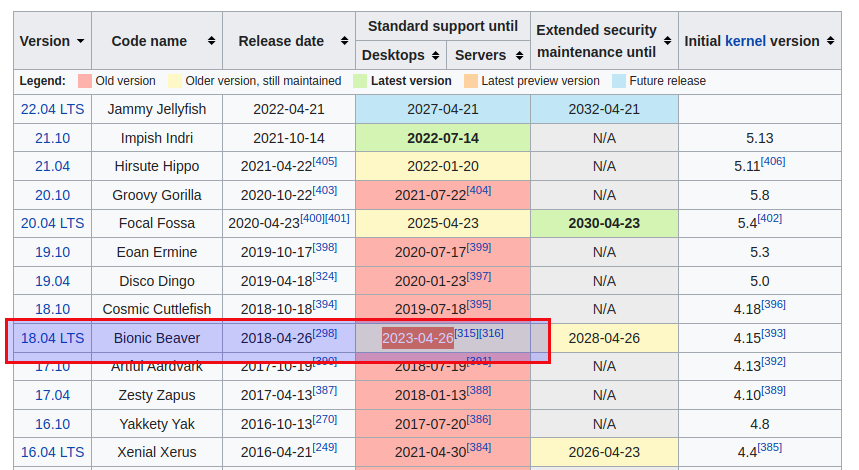 Version Code name Release date Standard support until Extended security maintenance until Initial kernel version
Desktops Servers
Legend: Old version Older version, still maintained Latest version Latest preview version Future release
22.04 LTS Jammy Jellyfish 2022-04-21 2027-04-21 2032-04-21
21.10 Impish Indri 2021-10-14 2022-07-14 N/A 5.13
21.04 Hirsute Hippo 2021-04-22[405] 2022-01-20 N/A 5.11[406]
20.10 Groovy Gorilla 2020-10-22[403] 2021-07-22[404] N/A 5.8
20.04 LTS Focal Fossa 2020-04-23[400][401] 2025-04-23 2030-04-23 5.4[402]
19.10 Eoan Ermine 2019-10-17[398] 2020-07-17[399] N/A 5.3
19.04 Disco Dingo 2019-04-18[324] 2020-01-23[397] N/A 5.0
18.10 Cosmic Cuttlefish 2018-10-18[394] 2019-07-18[395] N/A 4.18[396]
18.04 LTS Bionic Beaver 2018-04-26[298] 2023-04-26[315][316] 2028-04-26 4.15[393]
17.10 Artful Aardvark 2017-10-19[390] 2018-07-19[391] N/A 4.13[392]
17.04 Zesty Zapus 2017-04-13[387] 2018-01-13[388] N/A 4.10[389]
16.10 Yakkety Yak 2016-10-13[270] 2017-07-20[386] N/A 4.8
16.04 LTS Xenial Xerus 2016-04-21[249] 2021-04-30[384] 2026-04-23 4.4[385]